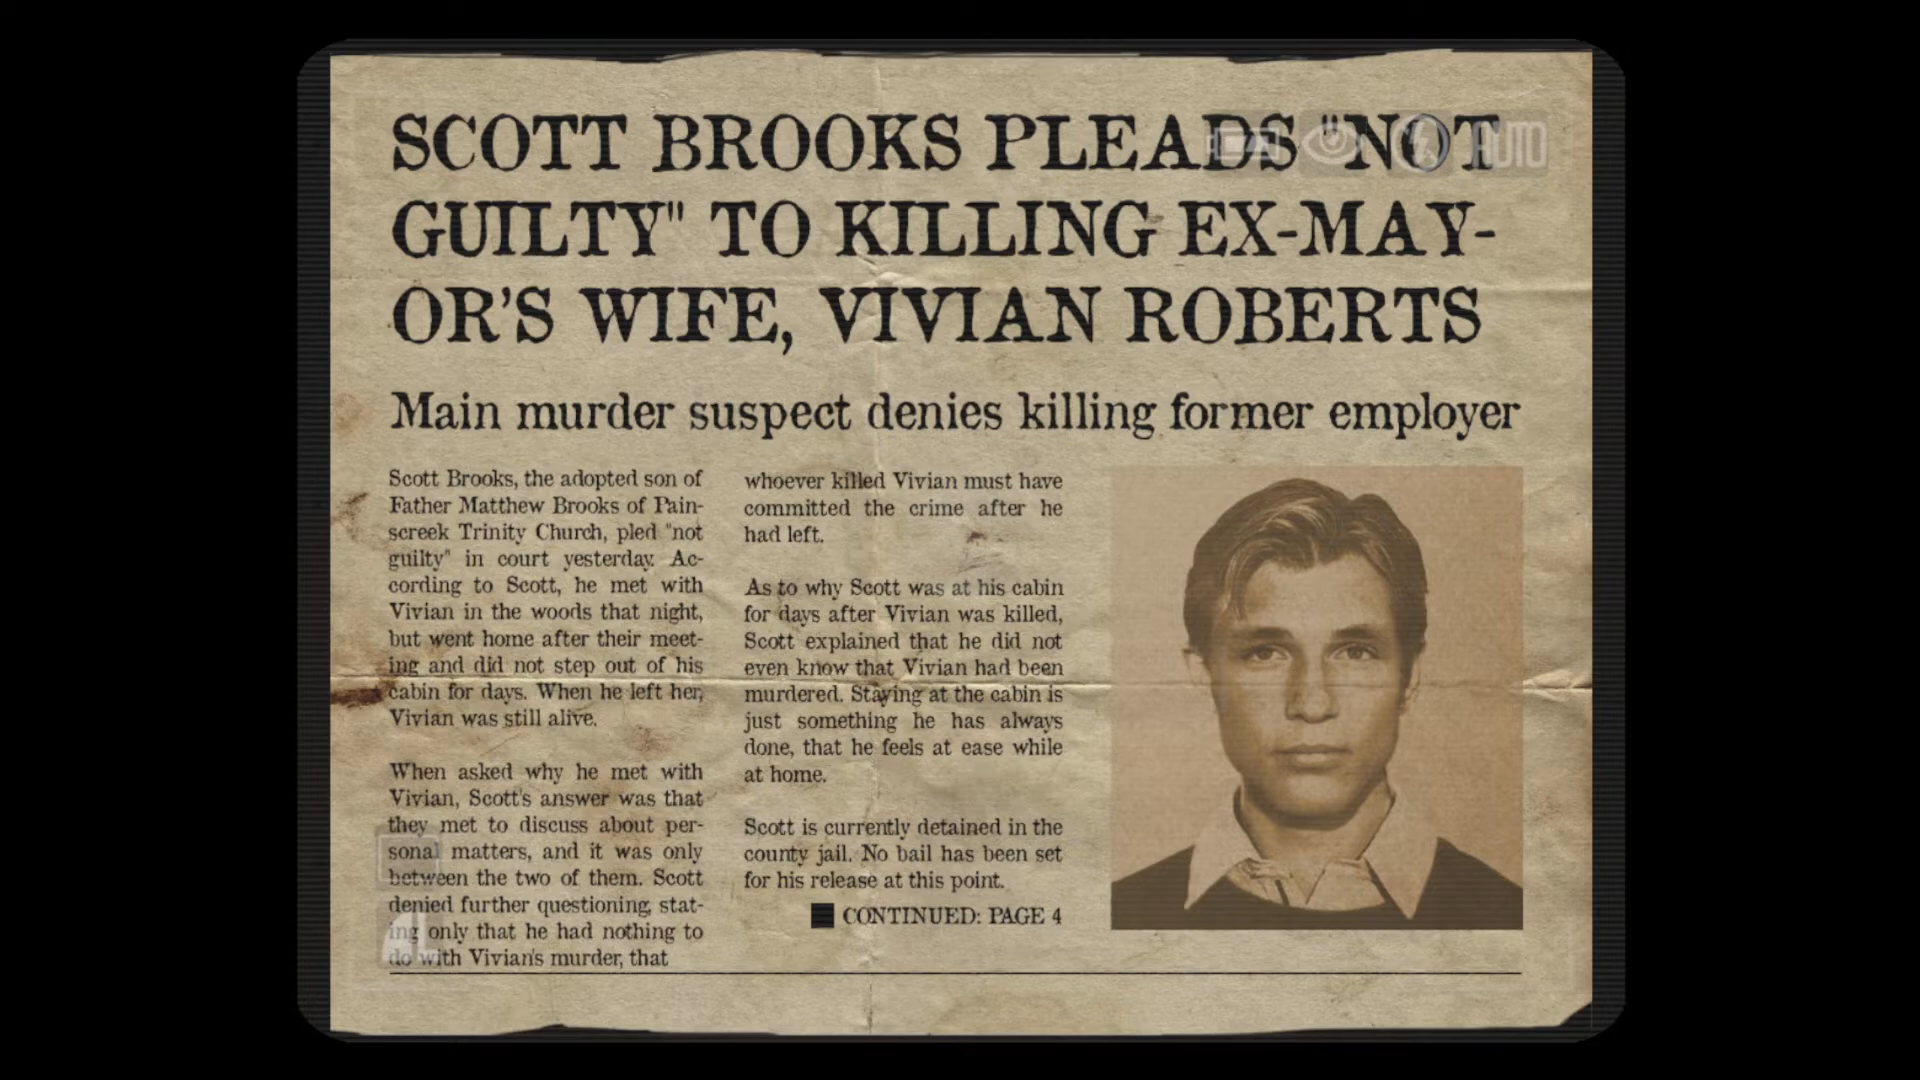 SCOTT BROOKS PLEADS "NOT
GUILTY" TO KILLING EX-MAY-
OR'S WIFE, VIVIAN ROBERTS
AUTO
Main murder suspect denies killing former employer
Scott Brooks, the adopted son of
Father Matthew Brooks of Pain-
screek Trinity Church, pled "not
guilty" in court yesterday. Ac-
cording to Scott, he met with
Vivian in the woods that night,
but went home after their meet-
ing and did not step out of his
cabin for days. When he left her,
Vivian was still alive.
When asked why he met with
Vivian, Scott's answer was that
they met to discuss about per-
sonal matters, and it was only
between the two of them. Scott
denied further questioning, stat-
ing only that he had nothing to
do with Vivian's murder, that
whoever killed Vivian must have
committed the crime after he
had left.
As to why Scott was at his cabin
for days after Vivian was killed,
Scott explained that he did not
even know that Vivian had been
murdered. Staying at the cabin is
just something he has always
done, that he feels at ease while
at home.
Scott is currently detained in the
county jail. No bail has been set
for his release at this point.
CONTINUED: PAGE 4